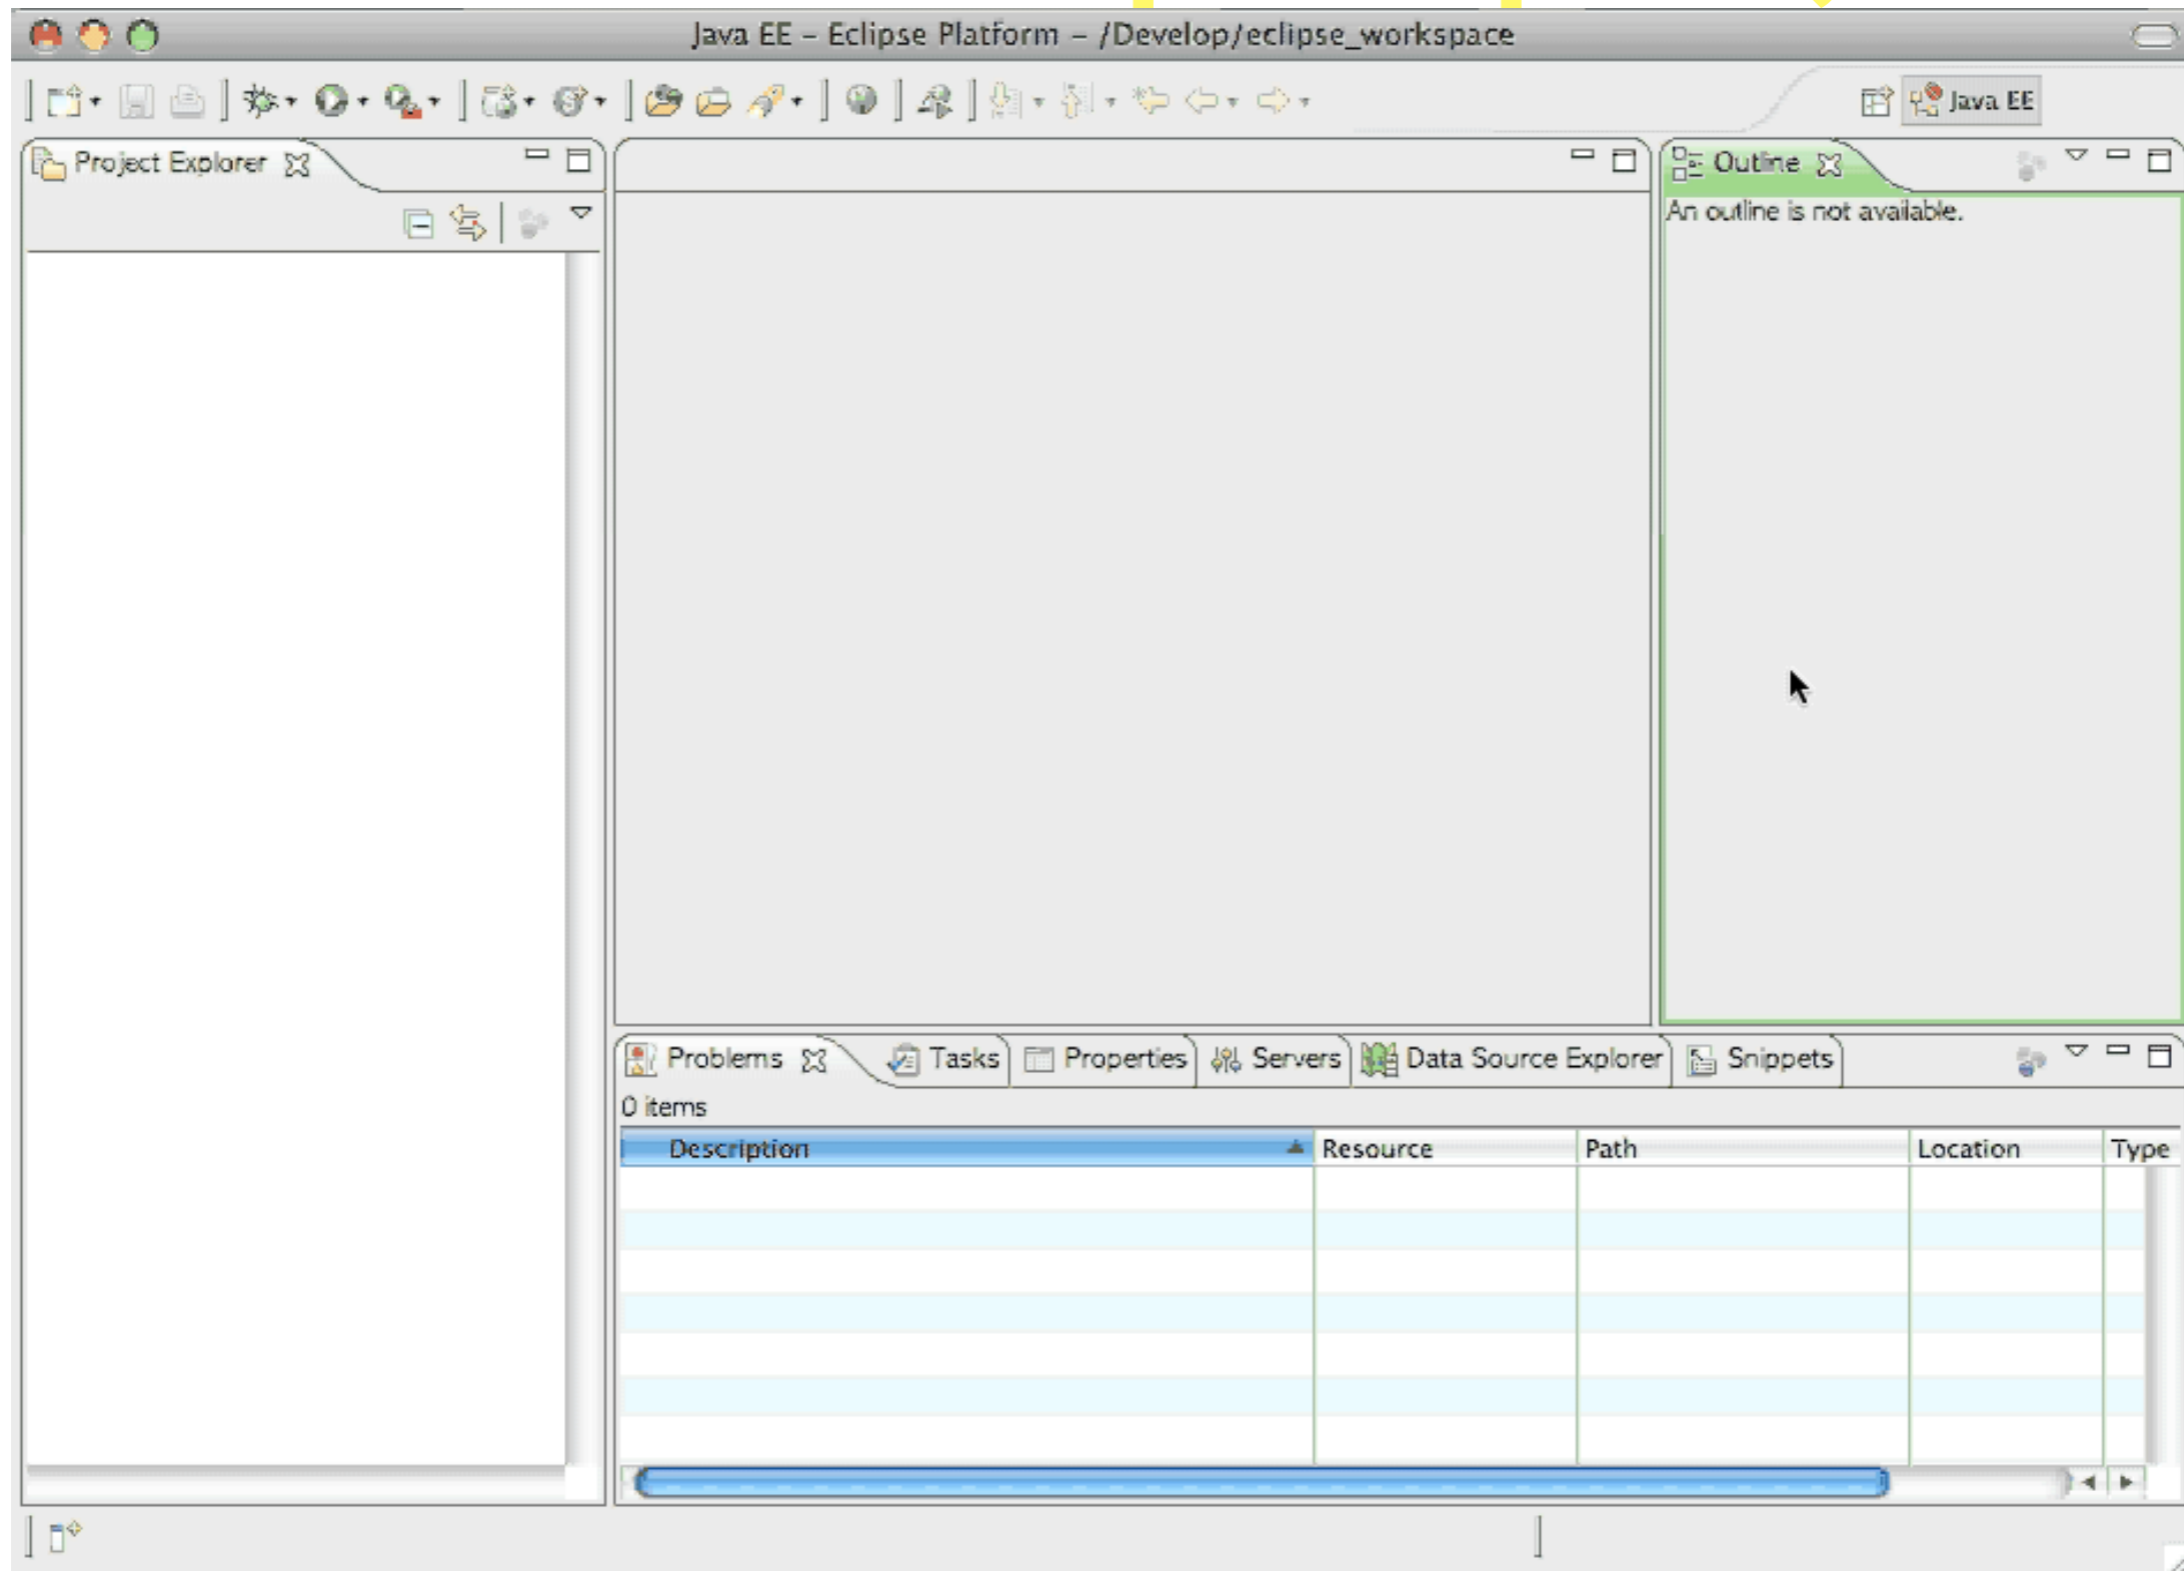 Java EE – Eclipse Platform – /Develop/eclipse_workspace
Java EE
Project Explorer
Outline
An outline is not available.
Problems Tasks Properties Servers Data Source Explorer Snippets
0 items
Description Resource Path Location Type